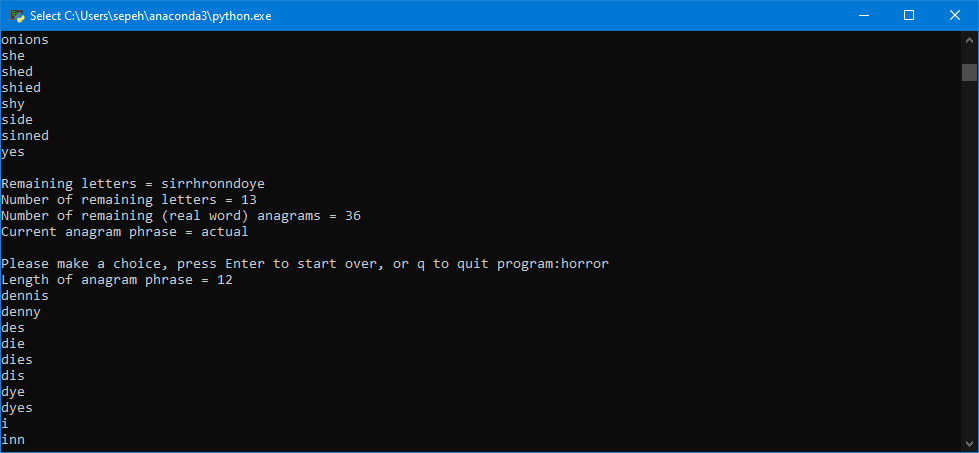 Select C:\Users\sepeh\anaconda3\python.exe
onions
she
shed
shied
shy
side
sinned
yes
Remaining letters = sirrhronndoye
Number of remaining letters = 13
Number of remaining (real word) anagrams = 36
Current anagram phrase = actual
Please make a choice, press Enter to start over, or q to quit program:horror
Length of anagram phrase = 12
dennis
denny
des
die
dies
dis
dye
dyes
i
inn